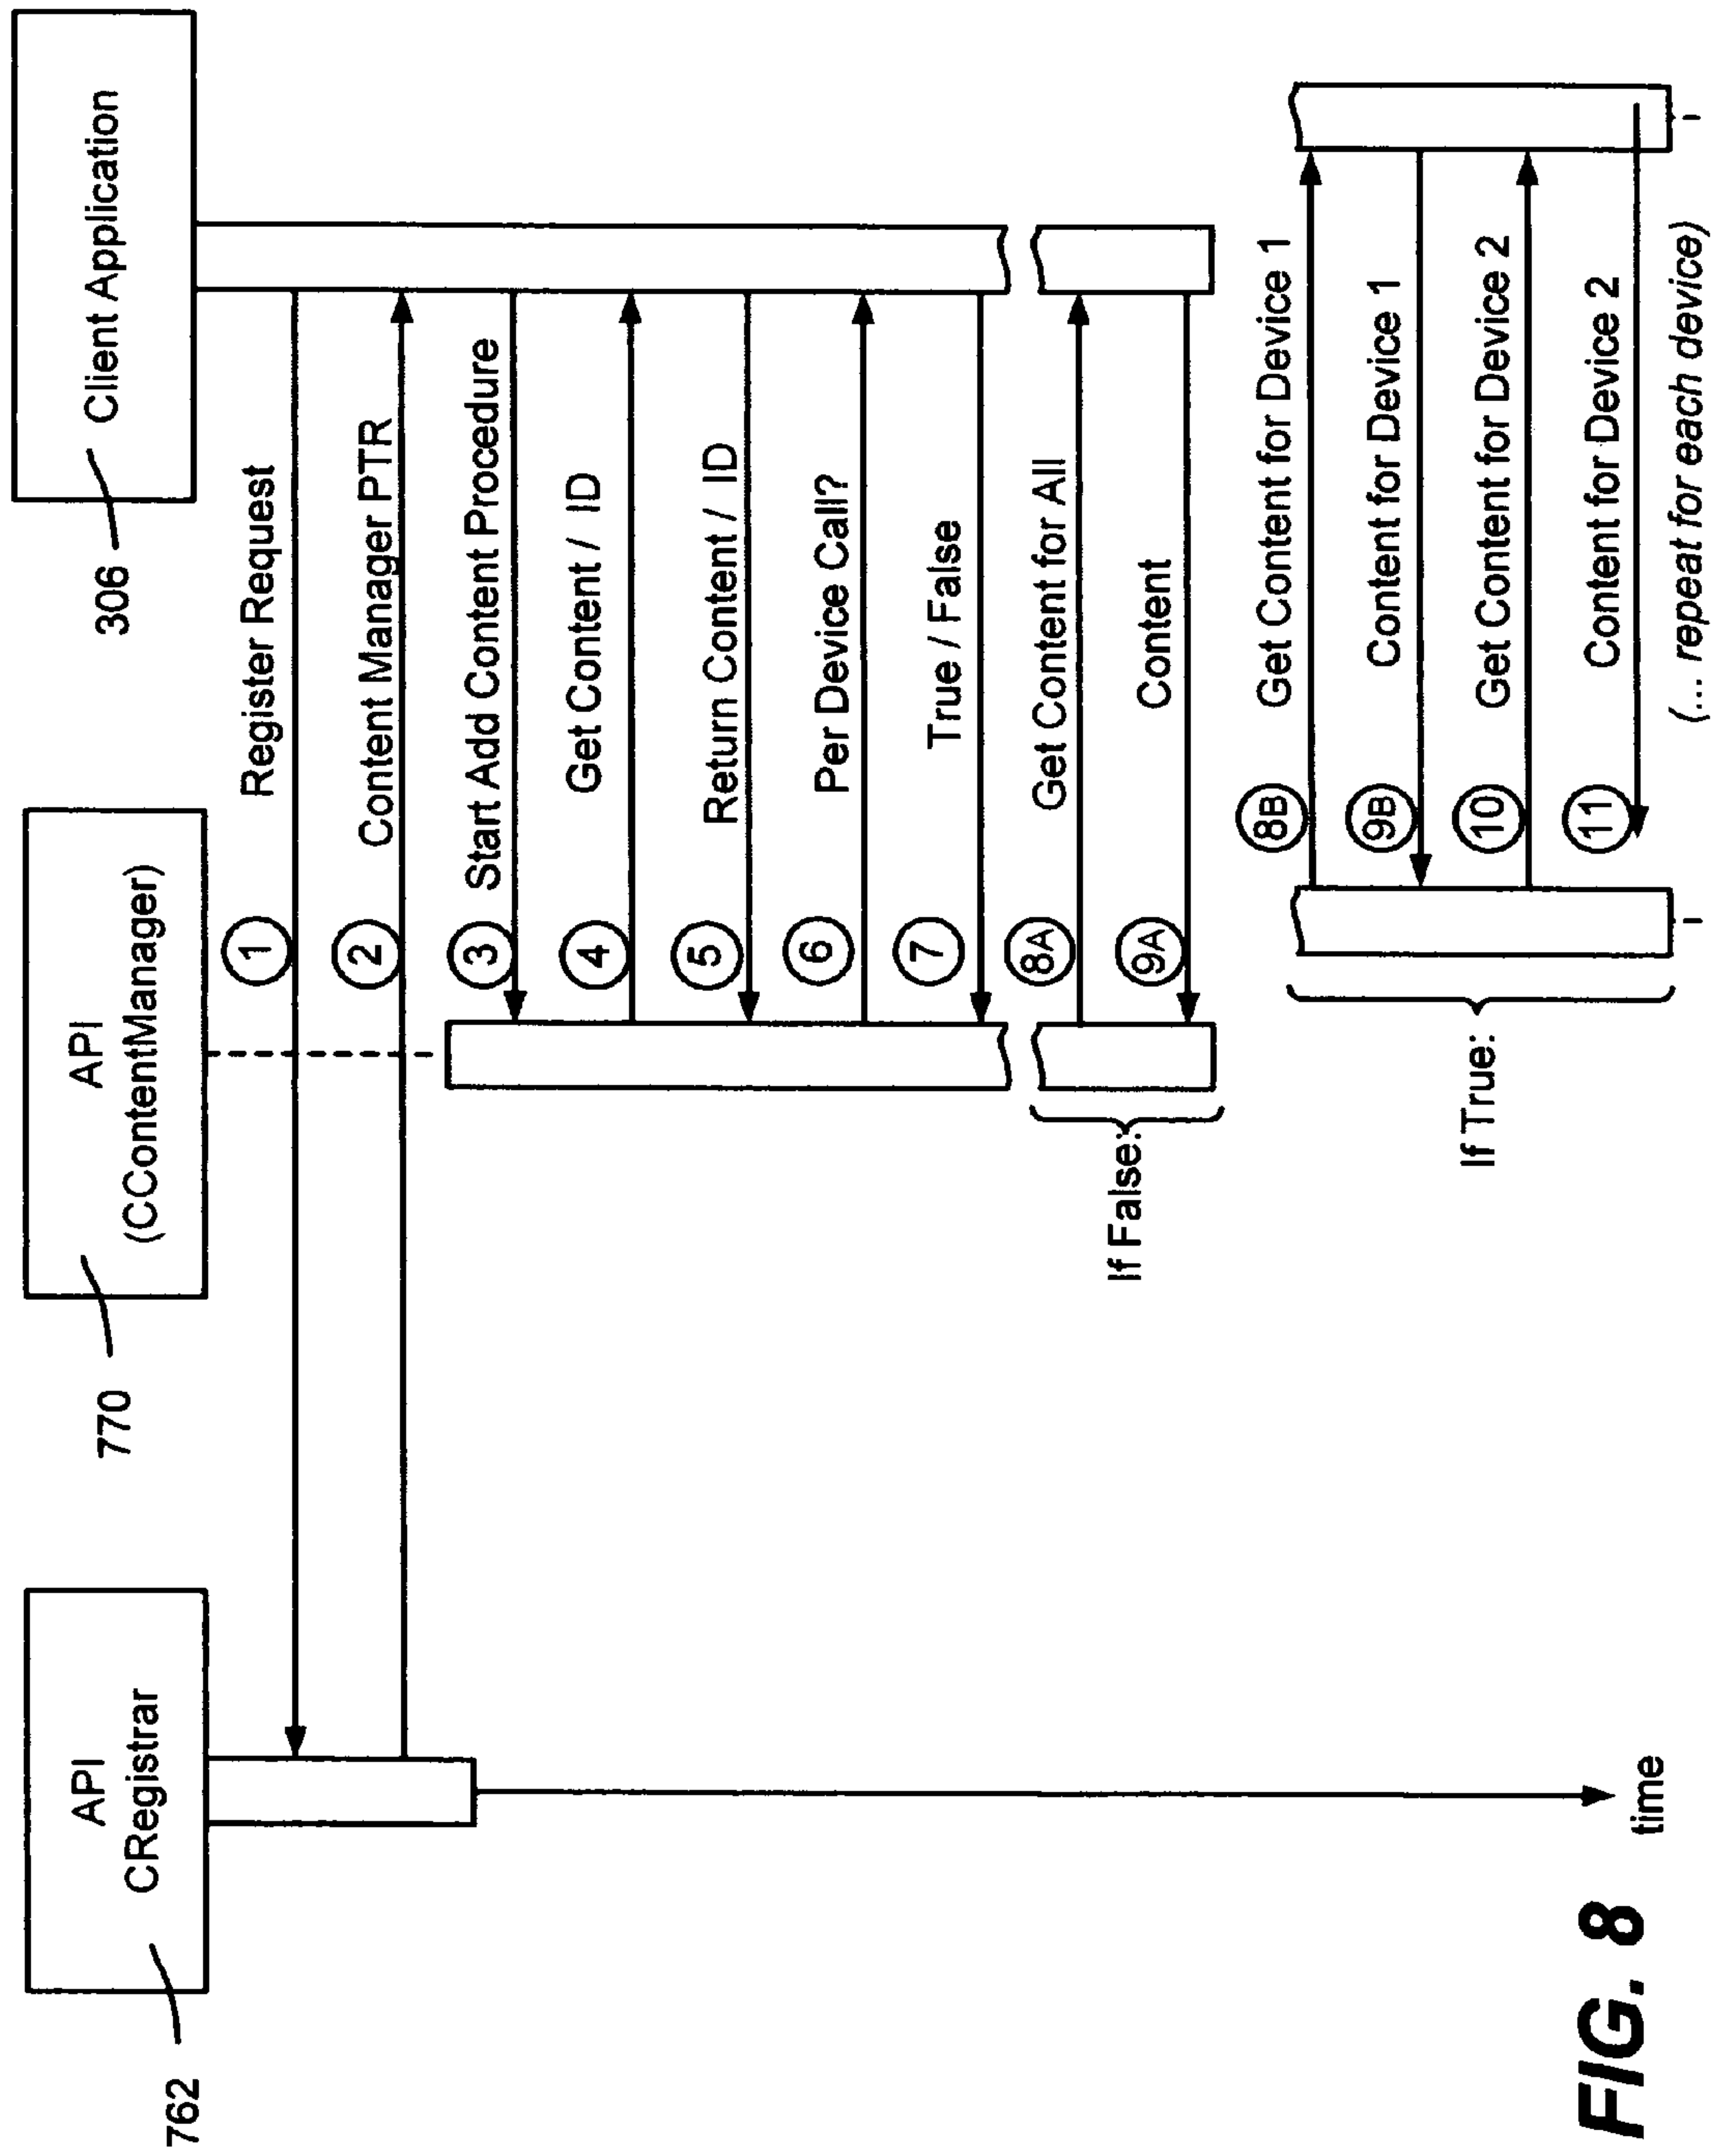 762
API
CRegistrar
770
API
(CContentManager)
306
Client Application
1
Register Request
2
Content Manager PTR
3
Start Add Content Procedure
4
Get Content / ID
5
Return Content / ID
6
Per Device Call?
7
True / False
If False:
8A
Get Content for All
9A
Content
If True:
8B
Get Content for Device 1
9B
Content for Device 1
10
Get Content for Device 2
11
Content for Device 2
(... repeat for each device)
time
FIG. 8